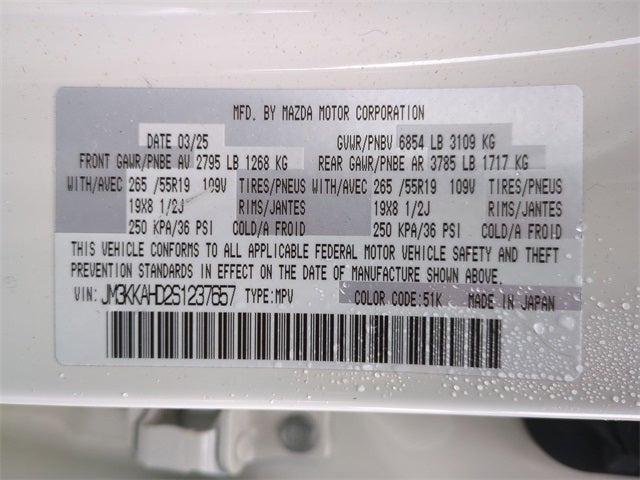 MFD. BY MAZDA MOTOR CORPORATION
DATE 03/25 GVWR/PNBV 6854 LB 3109 KG
FRONT GAWR/PNBE AV 2795 LB 1268 KG REAR GAWR/PNBE AR 3785 LB 1717 KG
WITH/AVEC 265 /55R19 109V TIRES/PNEUS WITH/AVEC 265 /55R19 109V TIRES/PNEUS
19X8 1/2J RIMS/JANTES 19X8 1/2J RIMS/JANTES
250 KPA/36 PSI COLD/A FROID 250 KPA/36 PSI COLD/A FROID
THIS VEHICLE CONFORMS TO ALL APPLICABLE FEDERAL MOTOR VEHICLE SAFETY AND THEFT
PREVENTION STANDARDS IN EFFECT ON THE DATE OF MANUFACTURE SHOWN ABOVE.
VIN: JM3KKAHD2S1237657 TYPE:MPV COLOR CODE:51K MADE IN JAPAN